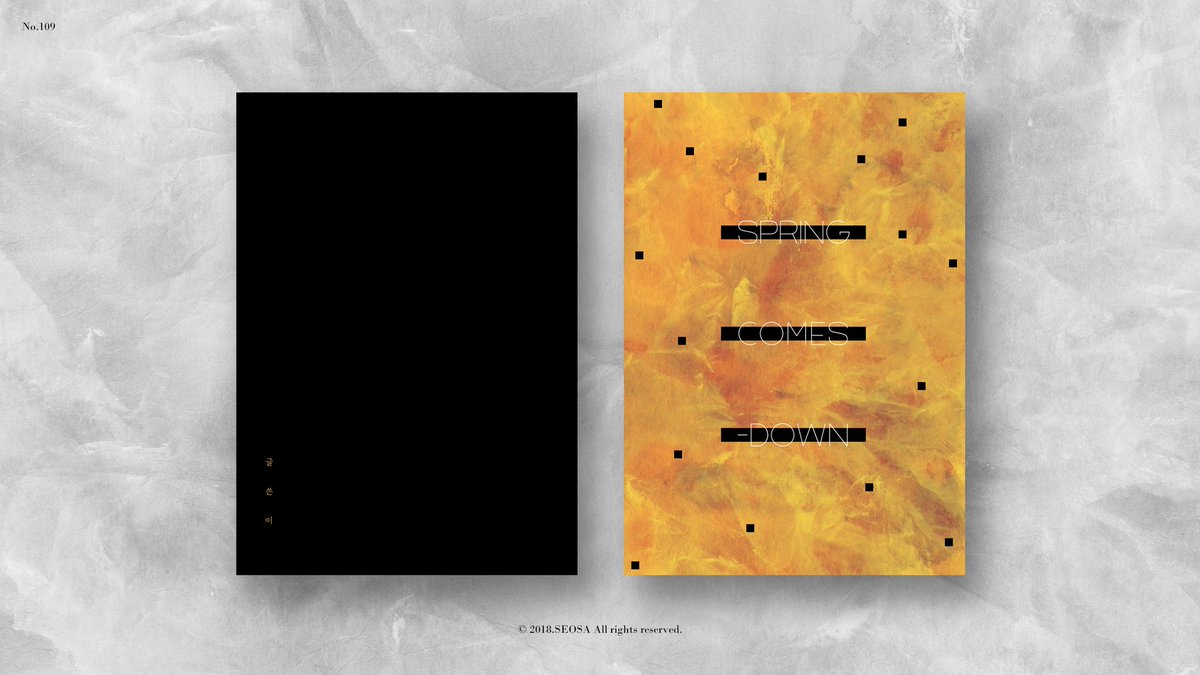 No.109
글
쓴
이
SPRING
COMES
-DOWN
© 2018.SEOSA All rights reserved.